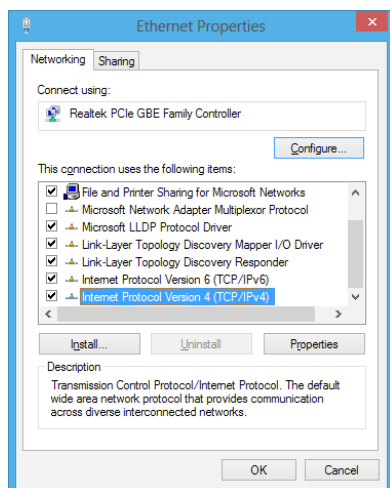 Ethernet Properties
Networking
Sharing
Connect using:
Realtek PCIe GBE Family Controller
Configure...
This connection uses the following items:
File and Printer Sharing for Microsoft Networks
Microsoft Network Adapter Multiplexor Protocol
Microsoft LLDP Protocol Driver
Link-Layer Topology Discovery Mapper I/O Driver
Link-Layer Topology Discovery Responder
Internet Protocol Version 6 (TCP/IPv6)
Internet Protocol Version 4 (TCP/IPv4)
Install...
Uninstall
Properties
Description
Transmission Control Protocol/Internet Protocol. The default
wide area network protocol that provides communication
across diverse interconnected networks.
OK
Cancel